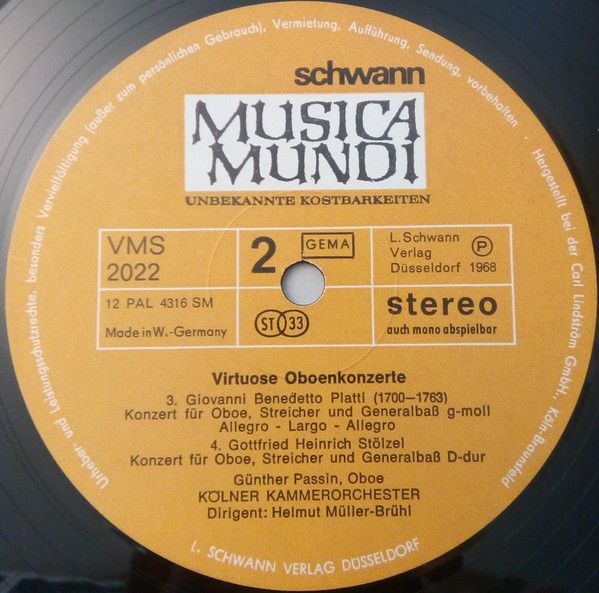 schwann
MUSICA
MUNDI
UNBEKANNTE KOSTBARKEITEN
VMS
2022
2
GEMA
L. Schwann
Verlag
Düsseldorf 1968
P
12 PAL 4316 SM
Made in W.-Germany
ST 33
stereo
auch mono abspielbar
Virtuose Oboenkonzerte
3. Giovanni Benedetto Platti (1700—1763)
Konzert für Oboe, Streicher und Generalbaß g-moll
Allegro - Largo - Allegro
4. Gottfried Heinrich Stölzel
Konzert für Oboe, Streicher und Generalbaß D-dur
Günther Passin, Oboe
KÖLNER KAMMERORCHESTER
Dirigent: Helmut Müller-Brühl
Urheber- und Leistungsschutzrechte, besonders Vervielfältigung (außer zum persönlichen Gebrauch), Vermietung, Aufführung, Sendung, vorbehalten · Hergestellt bei der Carl Lindström GmbH., Köln-Braunsfeld
L. SCHWANN VERLAG DÜSSELDORF